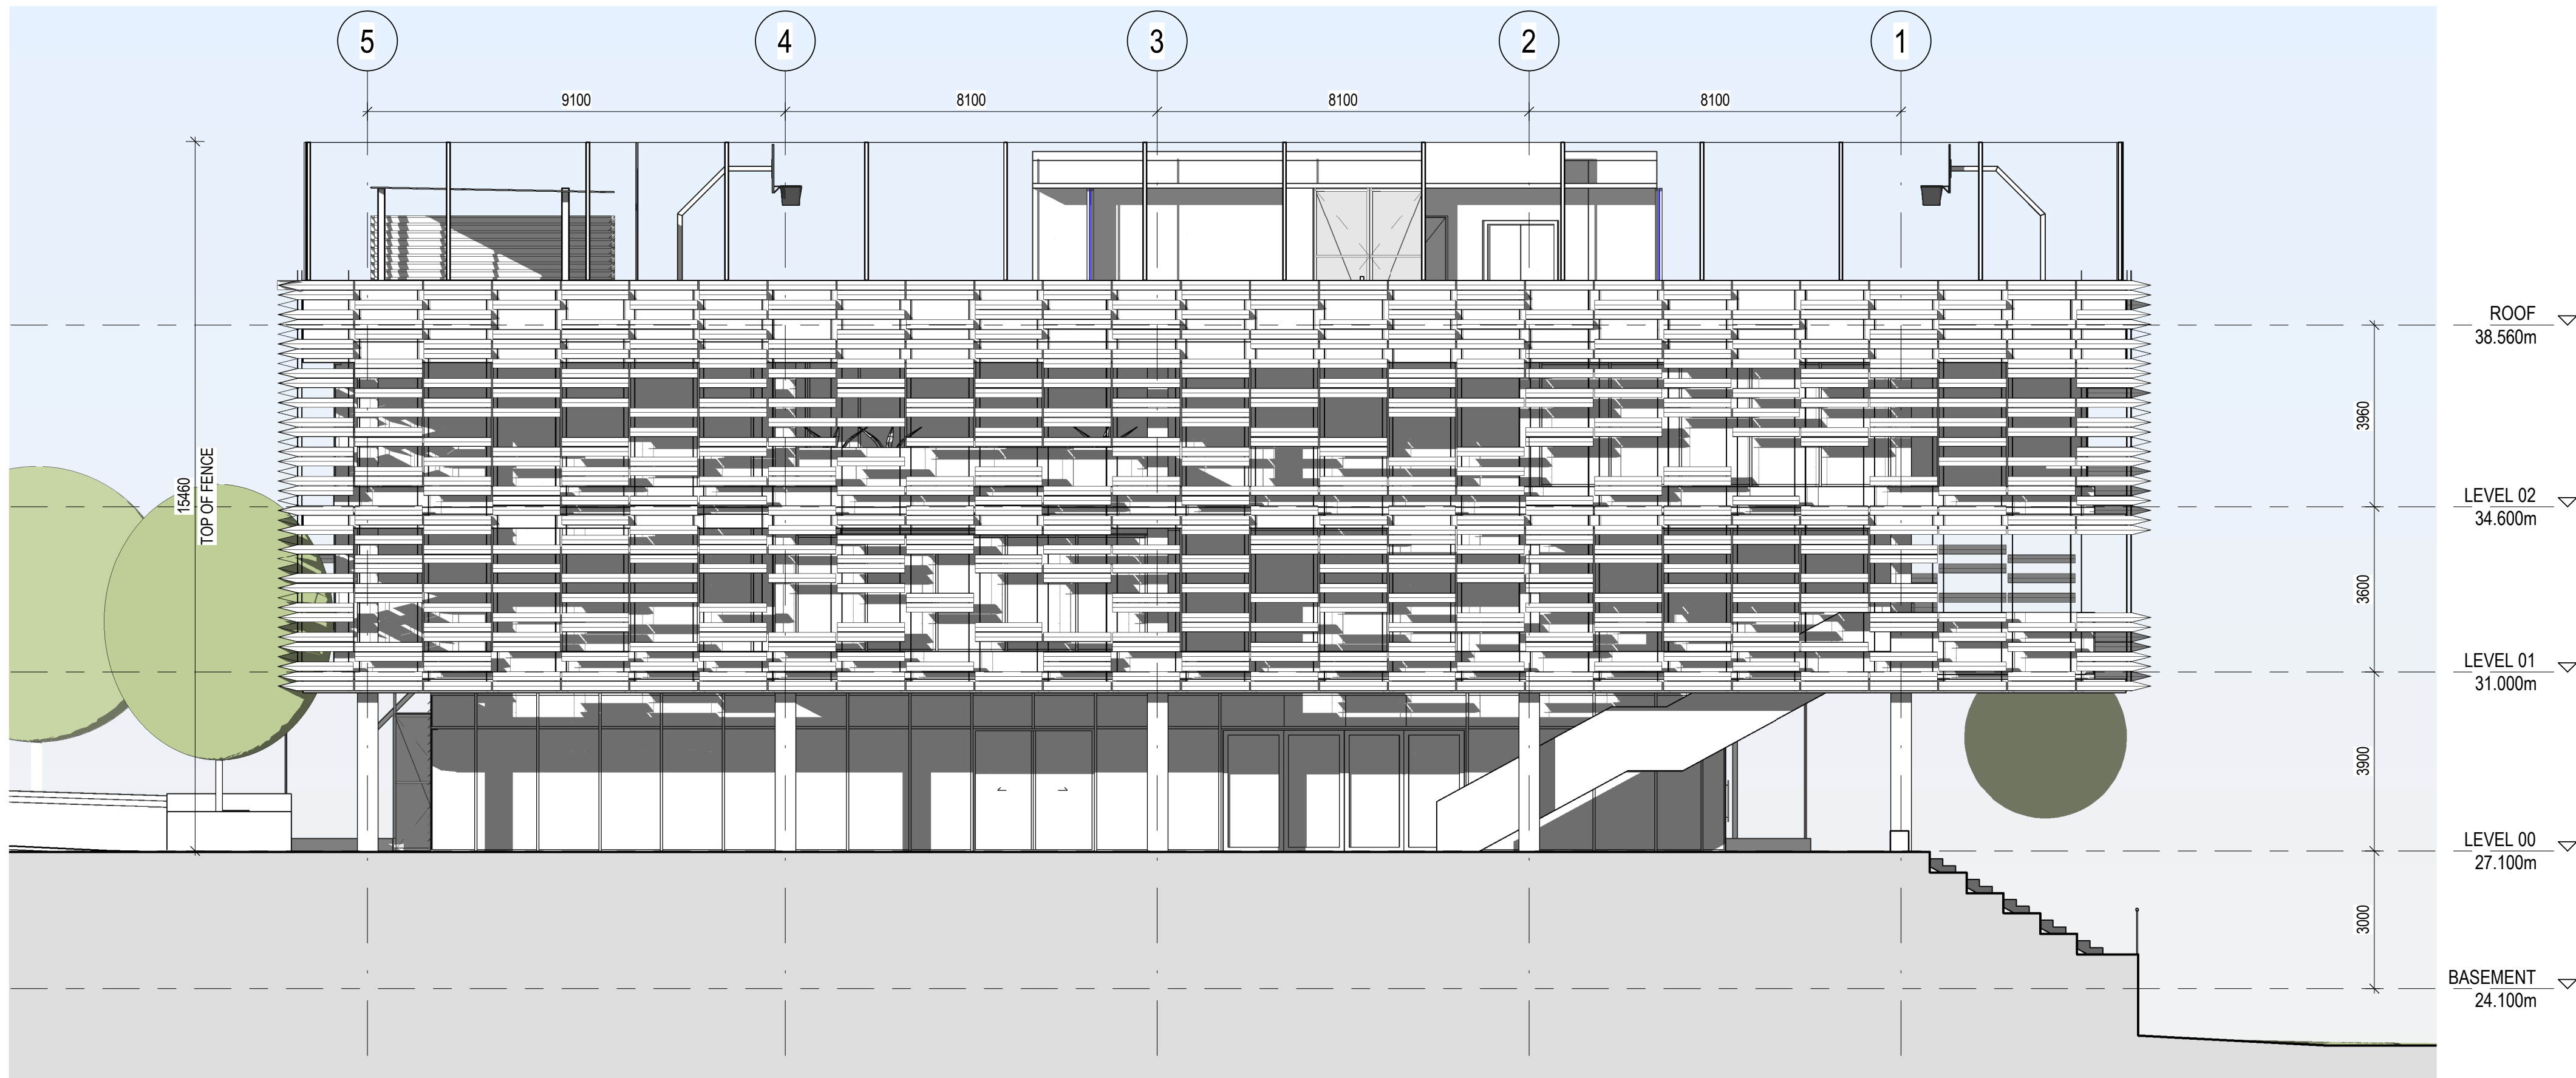 5 4 3 2 1
9100 8100 8100 8100
15460
TOP OF FENCE
ROOF
38.560m
3960
LEVEL 02
34.600m
3600
LEVEL 01
31.000m
3900
LEVEL 00
27.100m
3000
BASEMENT
24.100m